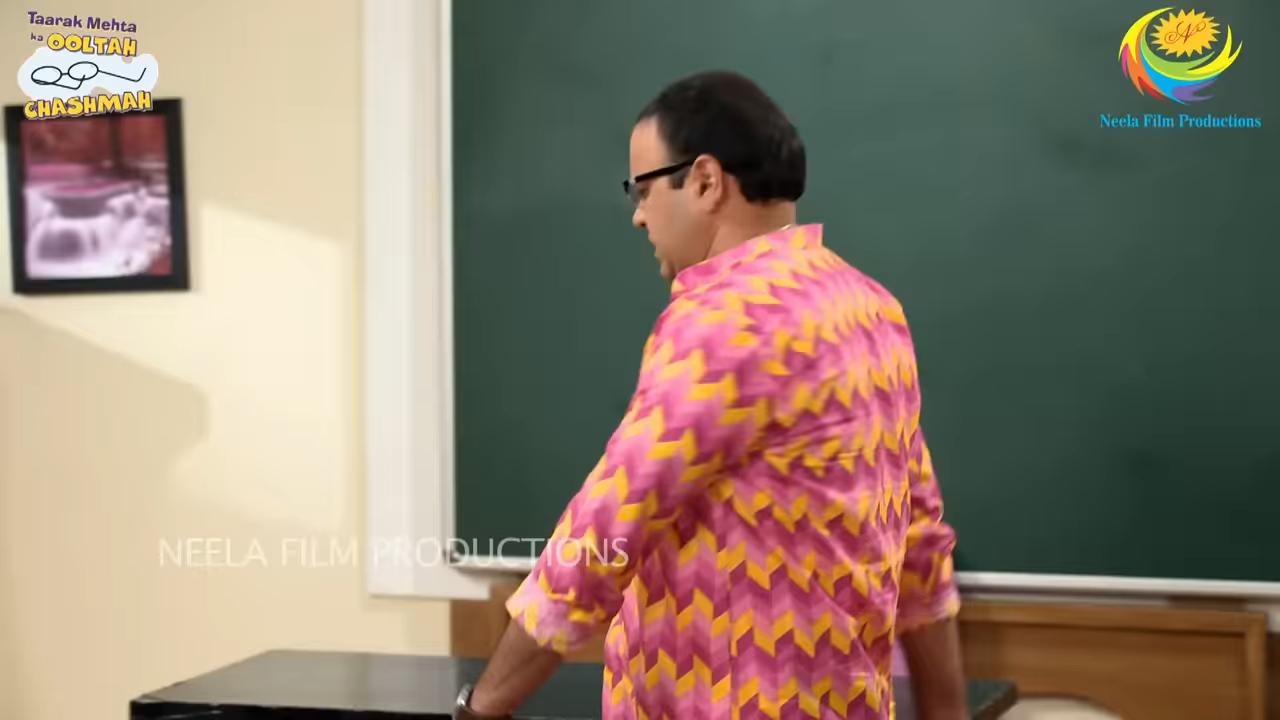 Taarak Mehta
ka OOLTAH
CHASHMAH
Neela Film Productions
NEELA FILM PRODUCTIONS